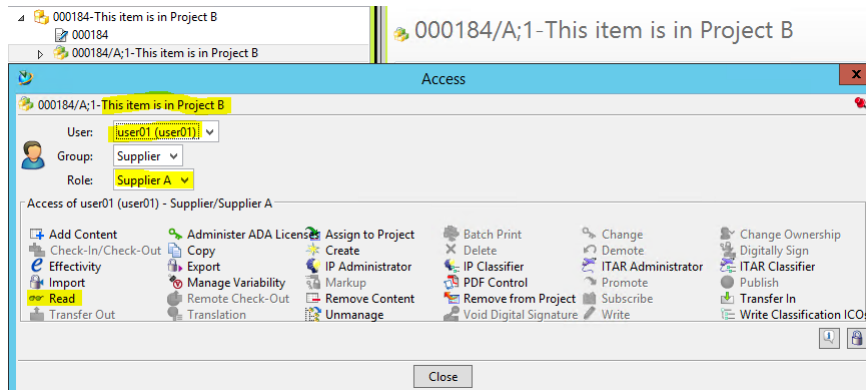 000184-This item is in Project B
000184
000184/A;1-This item is in Project B
000184/A;1-This item is in Project B
Access
x
000184/A;1-This item is in Project B
User: user01 (user01)
Group: Supplier
Role: Supplier A
Access of user01 (user01) - Supplier/Supplier A
Add Content Administer ADA Licenses Assign to Project Batch Print Change Change Ownership
Check-In/Check-Out Copy Create Delete Demote Digitally Sign
Effectivity Export IP Administrator IP Classifier ITAR Administrator ITAR Classifier
Import Manage Variability Markup PDF Control Promote Publish
Read Remote Check-Out Remove Content Remove from Project Subscribe Transfer In
Transfer Out Translation Unmanage Void Digital Signature Write Write Classification ICOs
Close